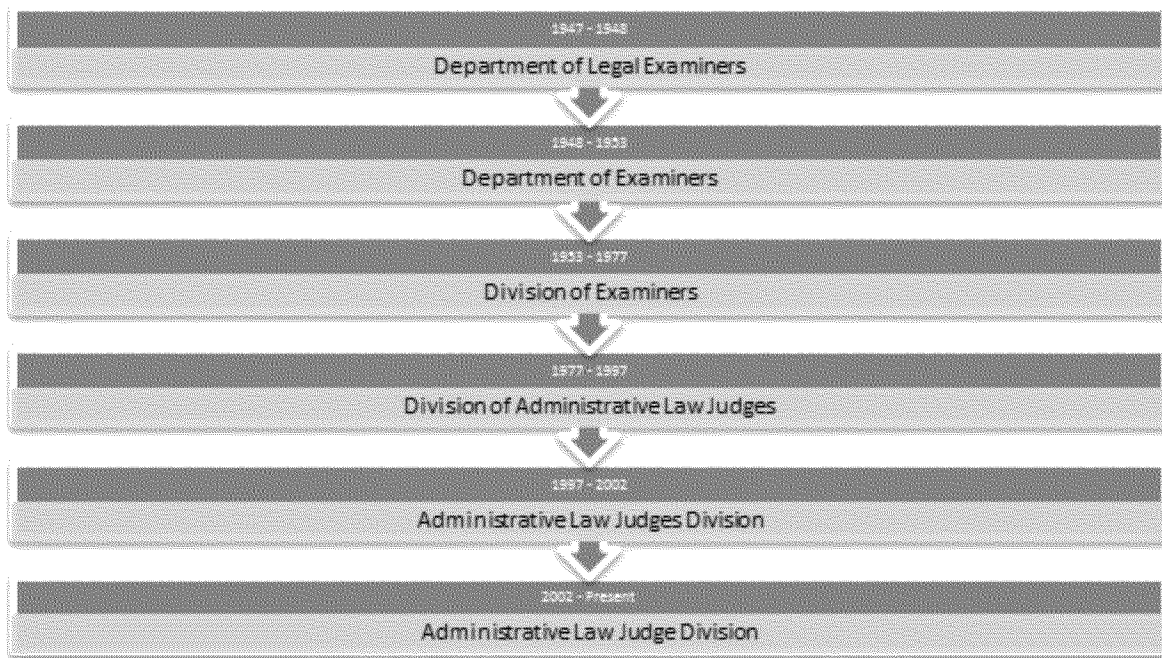 1947 - 1948
Department of Legal Examiners
1948 - 1953
Department of Examiners
1953 - 1977
Division of Examiners
1977 - 1997
Division of Administrative Law Judges
1997 - 2002
Administrative Law Judges Division
2002 - Present
Administrative Law Judge Division